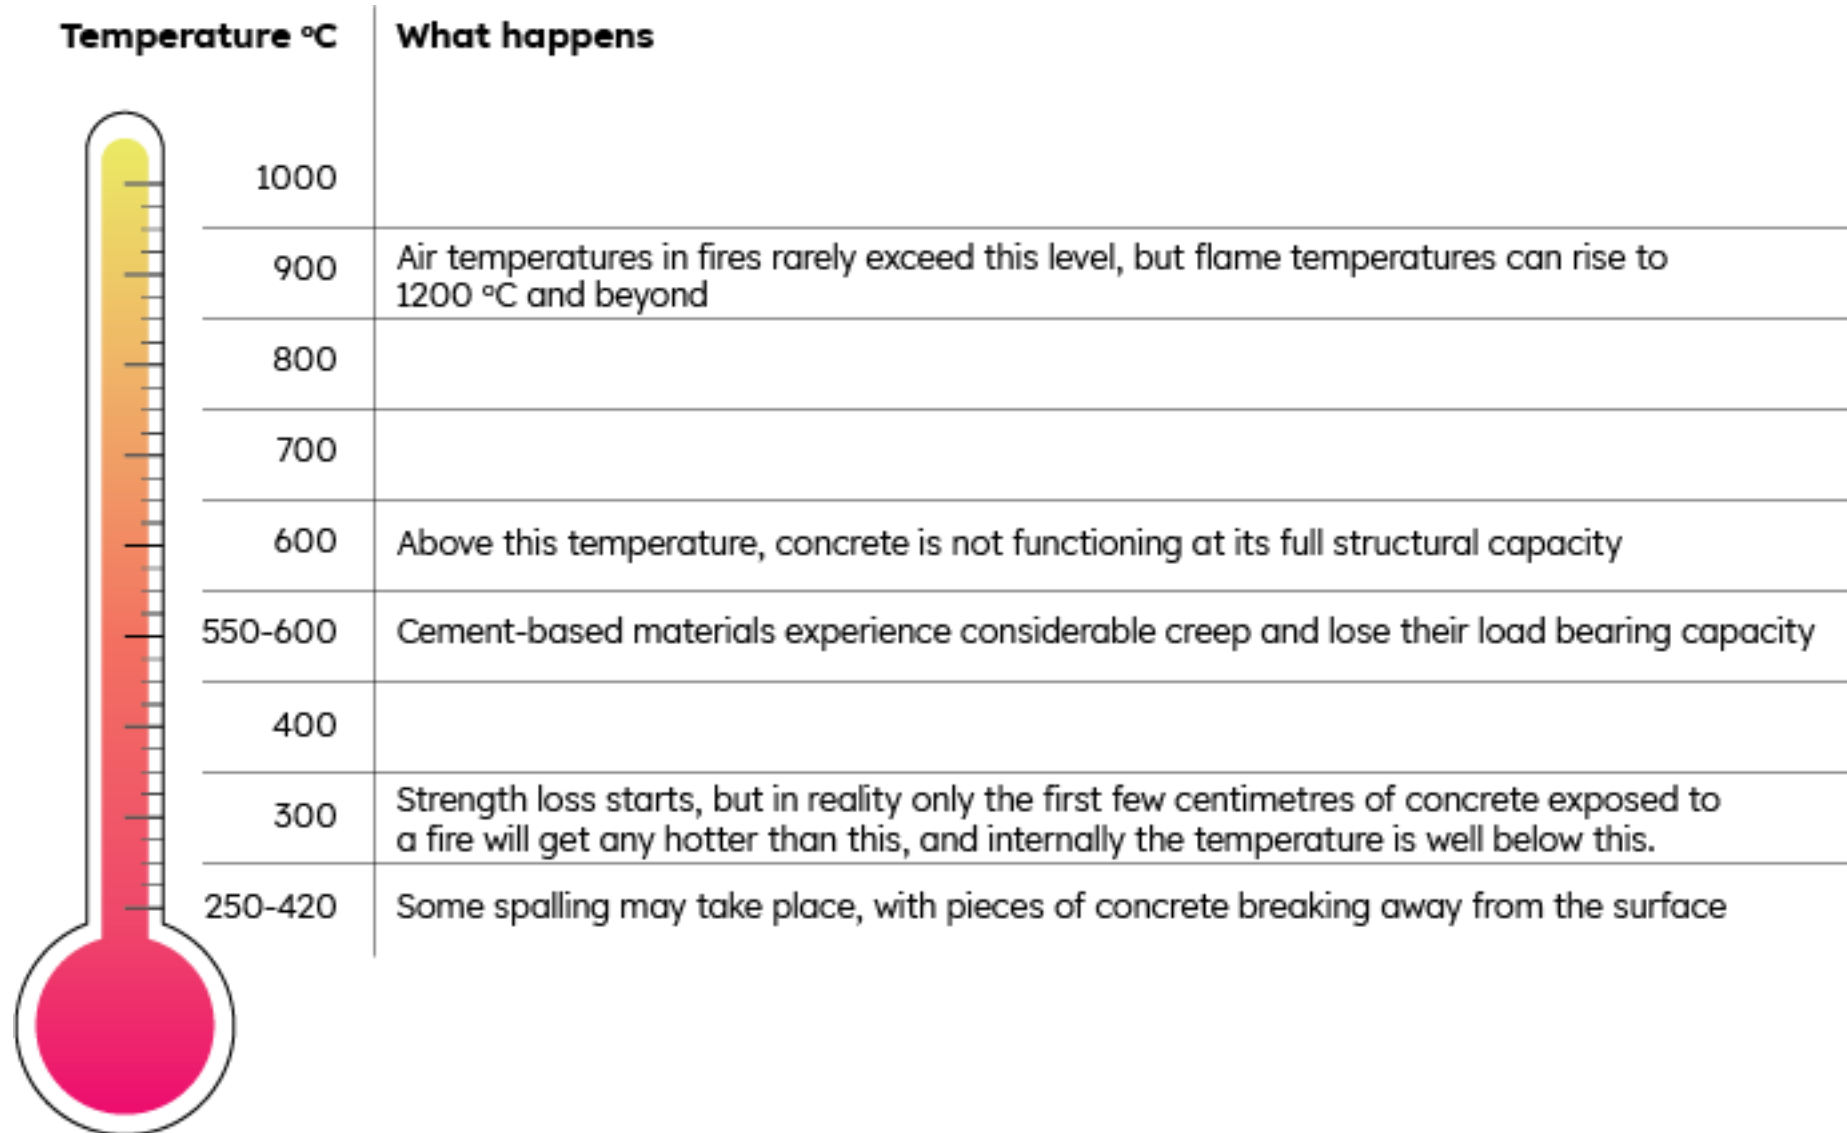 Temperature ºC
What happens
1000
900
Air temperatures in fires rarely exceed this level, but flame temperatures can rise to
1200 ºC and beyond
800
700
600
Above this temperature, concrete is not functioning at its full structural capacity
550-600
Cement-based materials experience considerable creep and lose their load bearing capacity
400
300
Strength loss starts, but in reality only the first few centimetres of concrete exposed to
a fire will get any hotter than this, and internally the temperature is well below this.
250-420
Some spalling may take place, with pieces of concrete breaking away from the surface